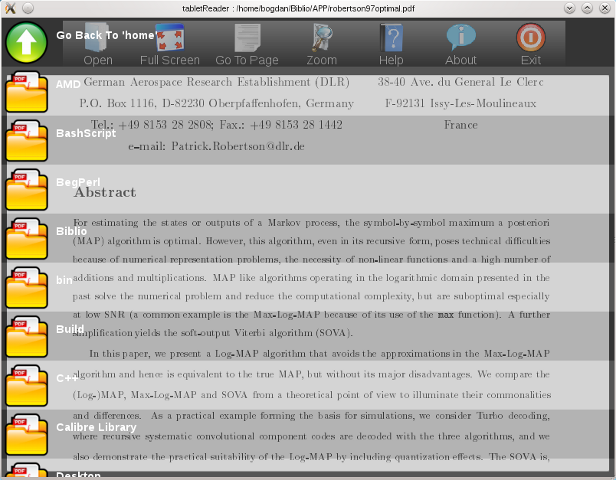 tabletReader : /home/bogdan/Biblio/APP/robertson97optimal.pdf
Go Back To 'home'
Open Full Screen Go To Page Zoom Help About Exit
AMD
German Aerospace Research Establishment (DLR) 38-40 Ave. du General Le Clerc
P.O. Box 1116, D-82230 Oberpfaffenhofen, Germany F-92131 Issy-Les-Moulineaux
Tel.: +49 8153 28 2808; Fax.: +49 8153 28 1442 France
BashScript
e-mail: Patrick.Robertson@dlr.de
BegPerl
Abstract
For estimating the states or outputs of a Markov process, the symbol-by-symbol maximum a posteriori
Biblio
(MAP) algorithm is optimal. However, this algorithm, even in its recursive form, poses technical difficulties
because of numerical representation problems, the necessity of non-linear functions and a high number of
bin
additions and multiplications. MAP like algorithms operating in the logarithmic domain presented in the
past solve the numerical problem and reduce the computational complexity, but are suboptimal especially
at low SNR (a common example is the Max-Log-MAP because of its use of the max function). A further
Build
simplification yields the soft-output Viterbi algorithm (SOVA).
In this paper, we present a Log-MAP algorithm that avoids the approximations in the Max-Log-MAP
C++
algorithm and hence is equivalent to the true MAP, but without its major disadvantages. We compare the
(Log-)MAP, Max-Log-MAP and SOVA from a theoretical point of view to illuminate their commonalities
and differences. As a practical example forming the basis for simulations, we consider Turbo decoding,
Calibre Library
where recursive systematic convolutional component codes are decoded with the three algorithms, and we
also demonstrate the practical suitability of the Log-MAP by including quantization effects. The SOVA is,
Desktop